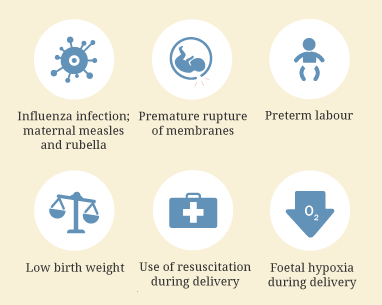 Influenza infection;
maternal measles
and rubella
Premature rupture
of membranes
Preterm labour
Low birth weight
Use of resuscitation
during delivery
O2
Foetal hypoxia
during delivery